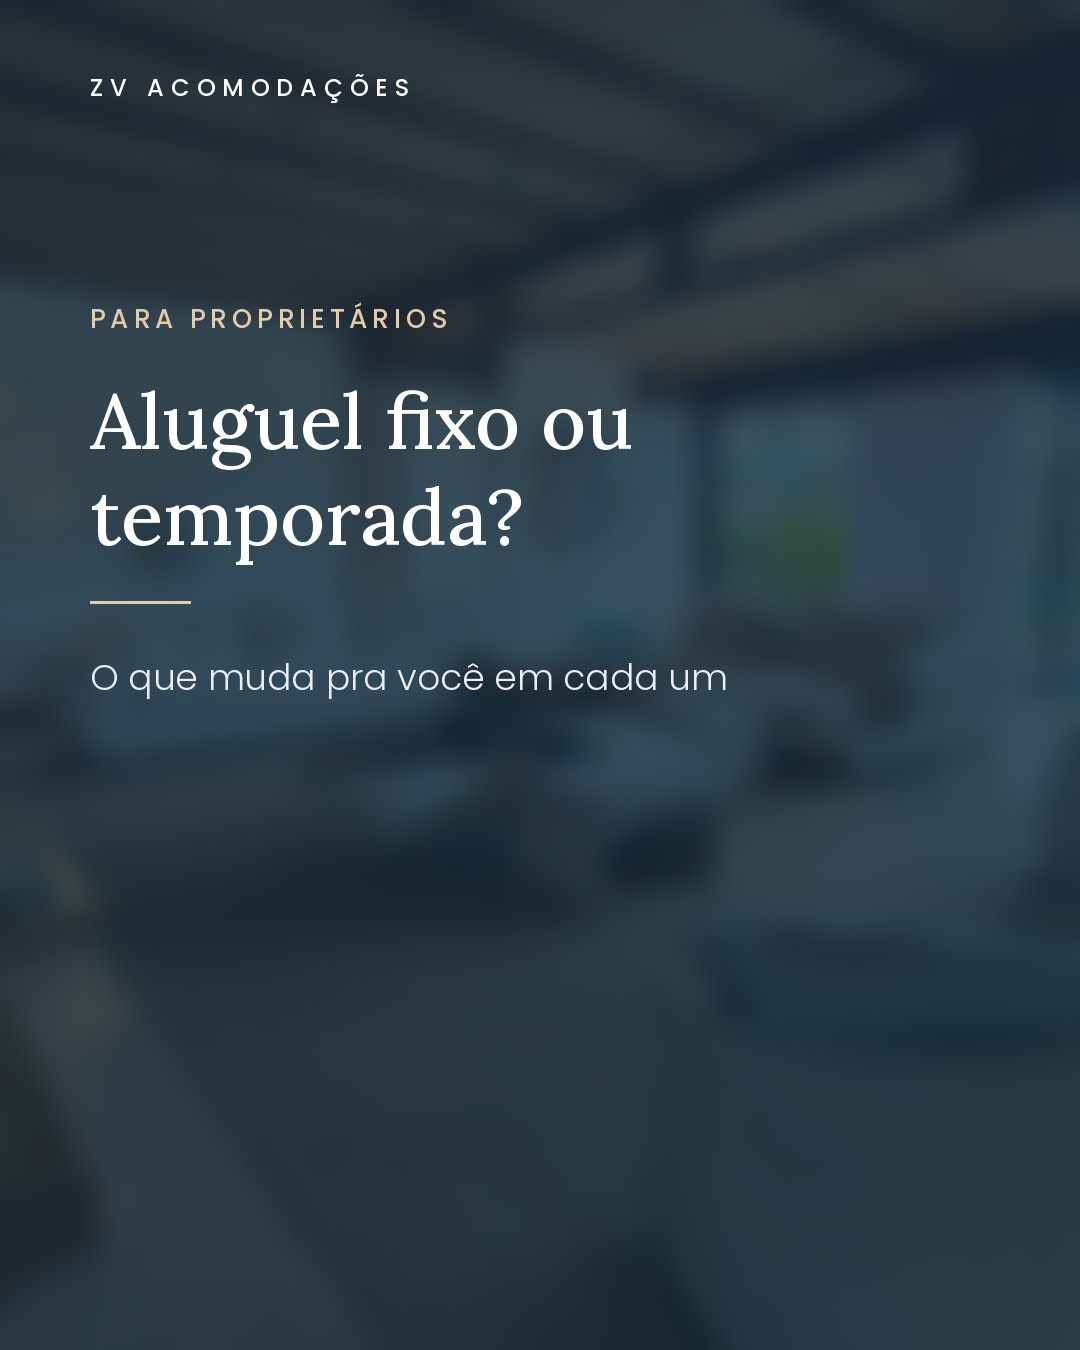 ZV ACOMODAÇÕES
PARA PROPRIETÁRIOS
Aluguel fixo ou
temporada?
O que muda pra você em cada um